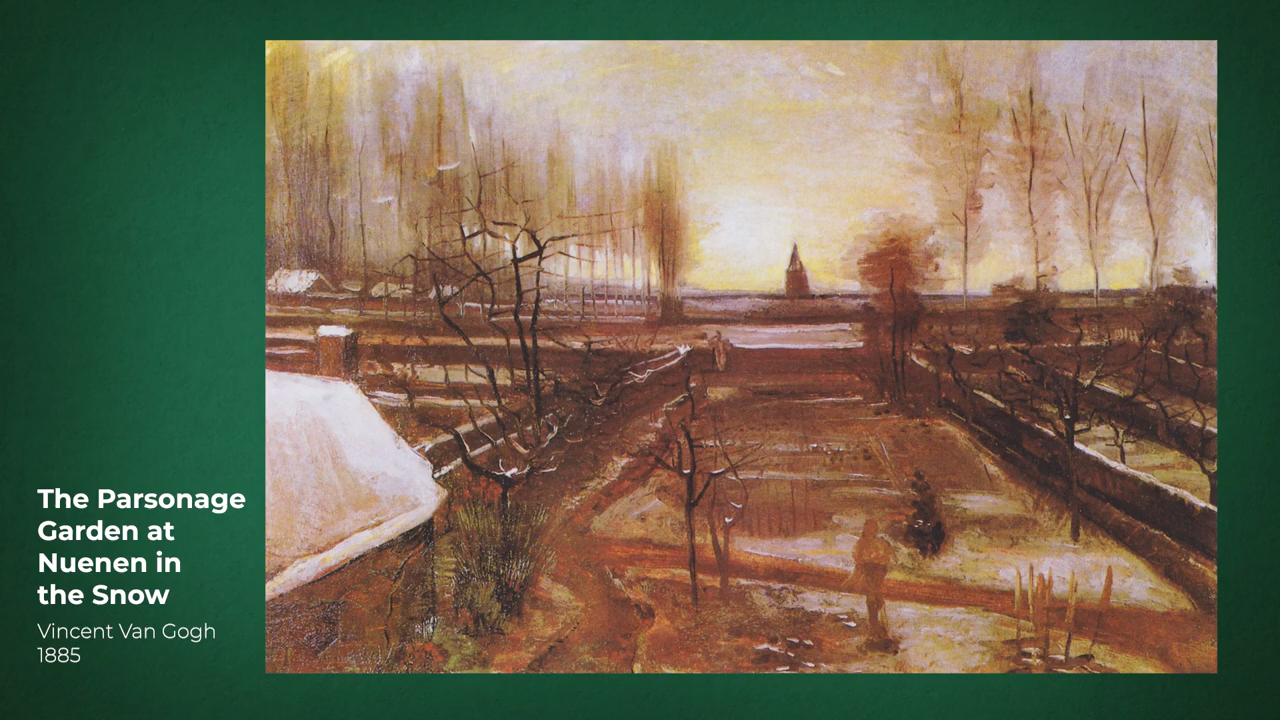 The Parsonage
Garden at
Nuenen in
the Snow
Vincent Van Gogh
1885